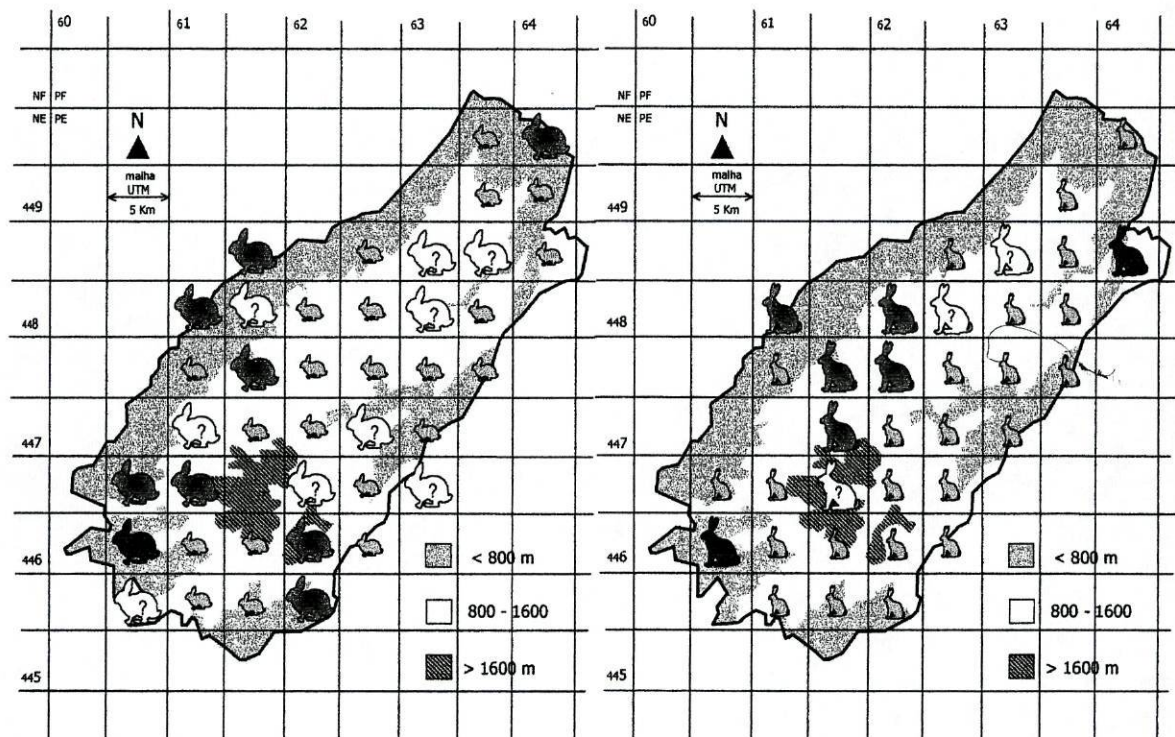 60 61 62 63 64
NF PF
NE PE
N
malha
UTM
5 Km
449
448
447
446
445
? ? ? ? ? ? ? ? ?
< 800 m
800 - 1600
> 1600 m
60 61 62 63 64
NF PF
NE PE
N
malha
UTM
5 Km
449
448
447
446
445
? ? ?
< 800 m
800 - 1600
> 1600 m